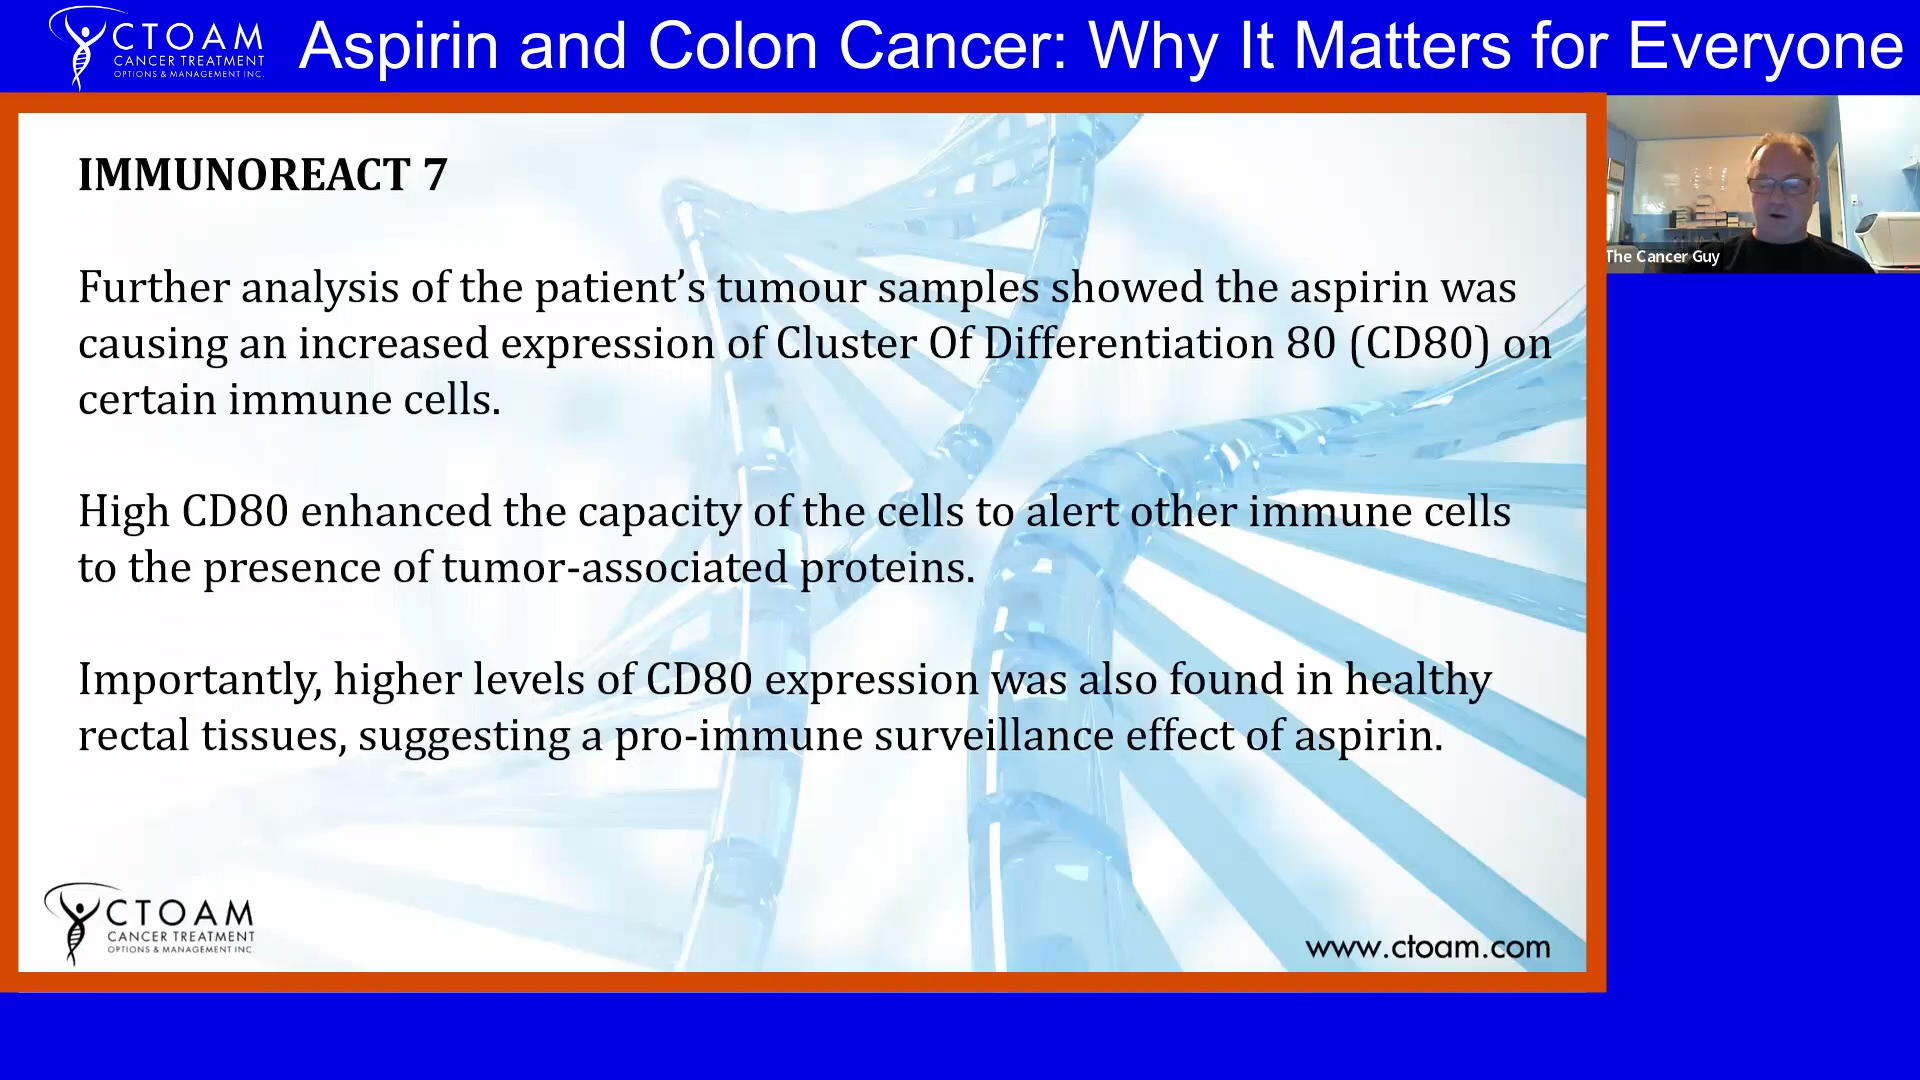 CTOAM
CANCER TREATMENT
OPTIONS & MANAGEMENT INC.
Aspirin and Colon Cancer: Why It Matters for Everyone
IMMUNOREACT 7
Further analysis of the patient’s tumour samples showed the aspirin was
causing an increased expression of Cluster Of Differentiation 80 (CD80) on
certain immune cells.
High CD80 enhanced the capacity of the cells to alert other immune cells
to the presence of tumor-associated proteins.
Importantly, higher levels of CD80 expression was also found in healthy
rectal tissues, suggesting a pro-immune surveillance effect of aspirin.
The Cancer Guy
CTOAM
CANCER TREATMENT
OPTIONS & MANAGEMENT INC.
www.ctoam.com